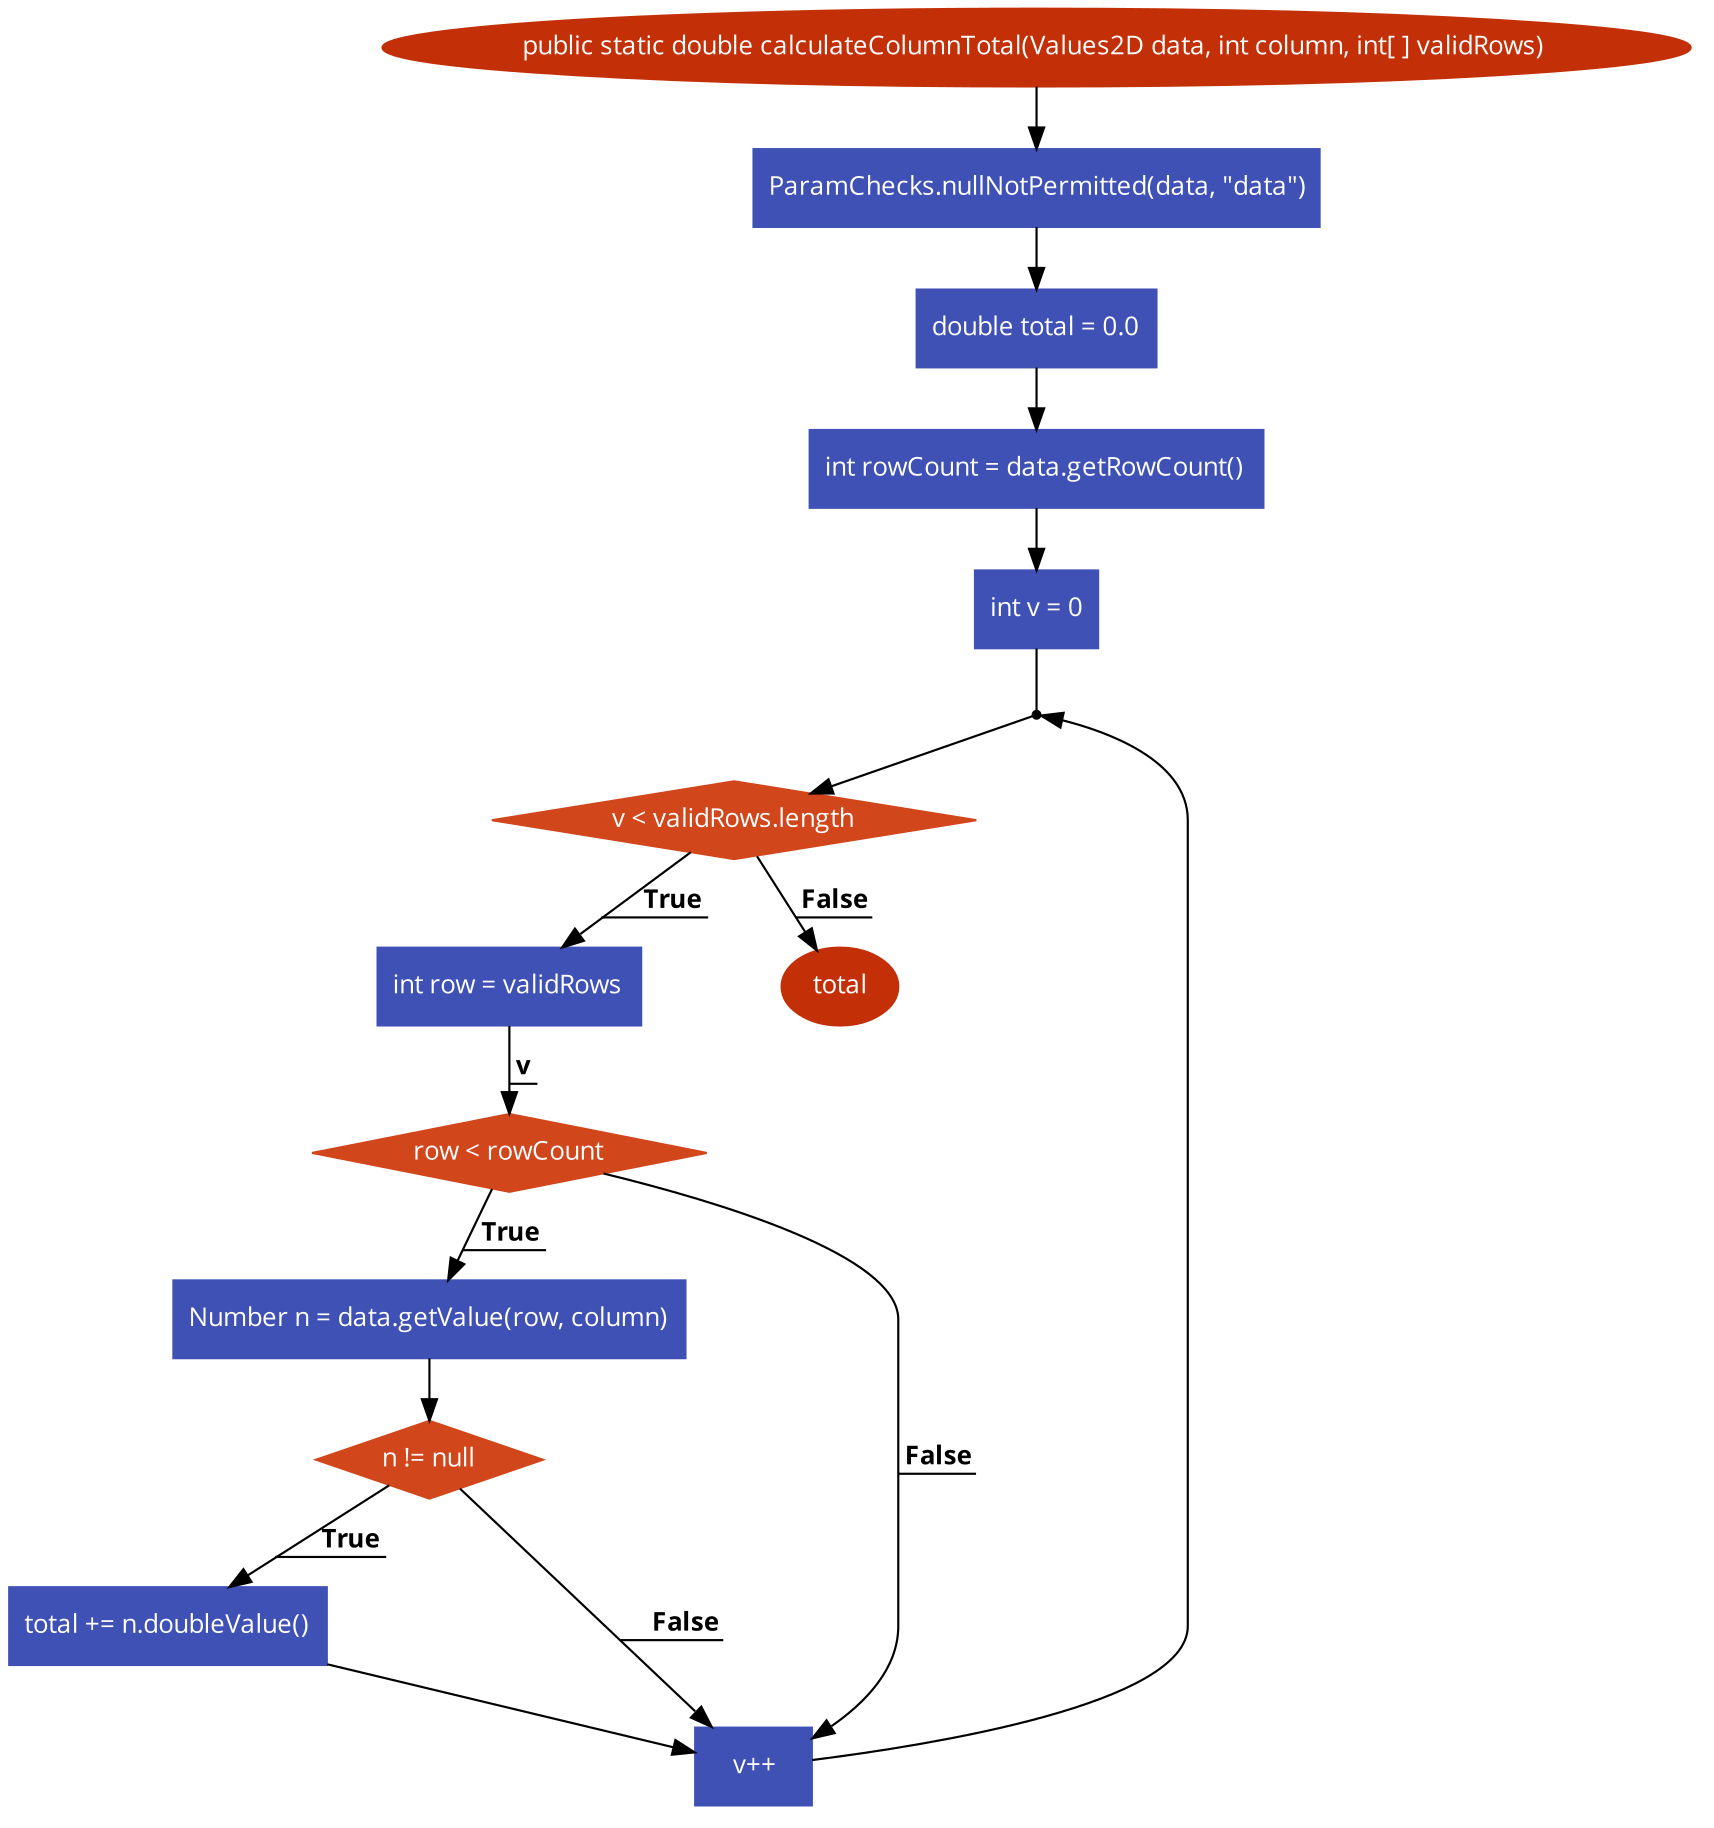 public static double calculateColumnTotal(Values2D data, int column, int[ ] validRows)
ParamChecks.nullNotPermitted(data, "data")
double total = 0.0
int rowCount = data.getRowCount()
int v = 0
v < validRows.length
True
False
int row = validRows
total
v
row < rowCount
True
Number n = data.getValue(row, column)
n != null
False
True
total += n.doubleValue()
False
v++